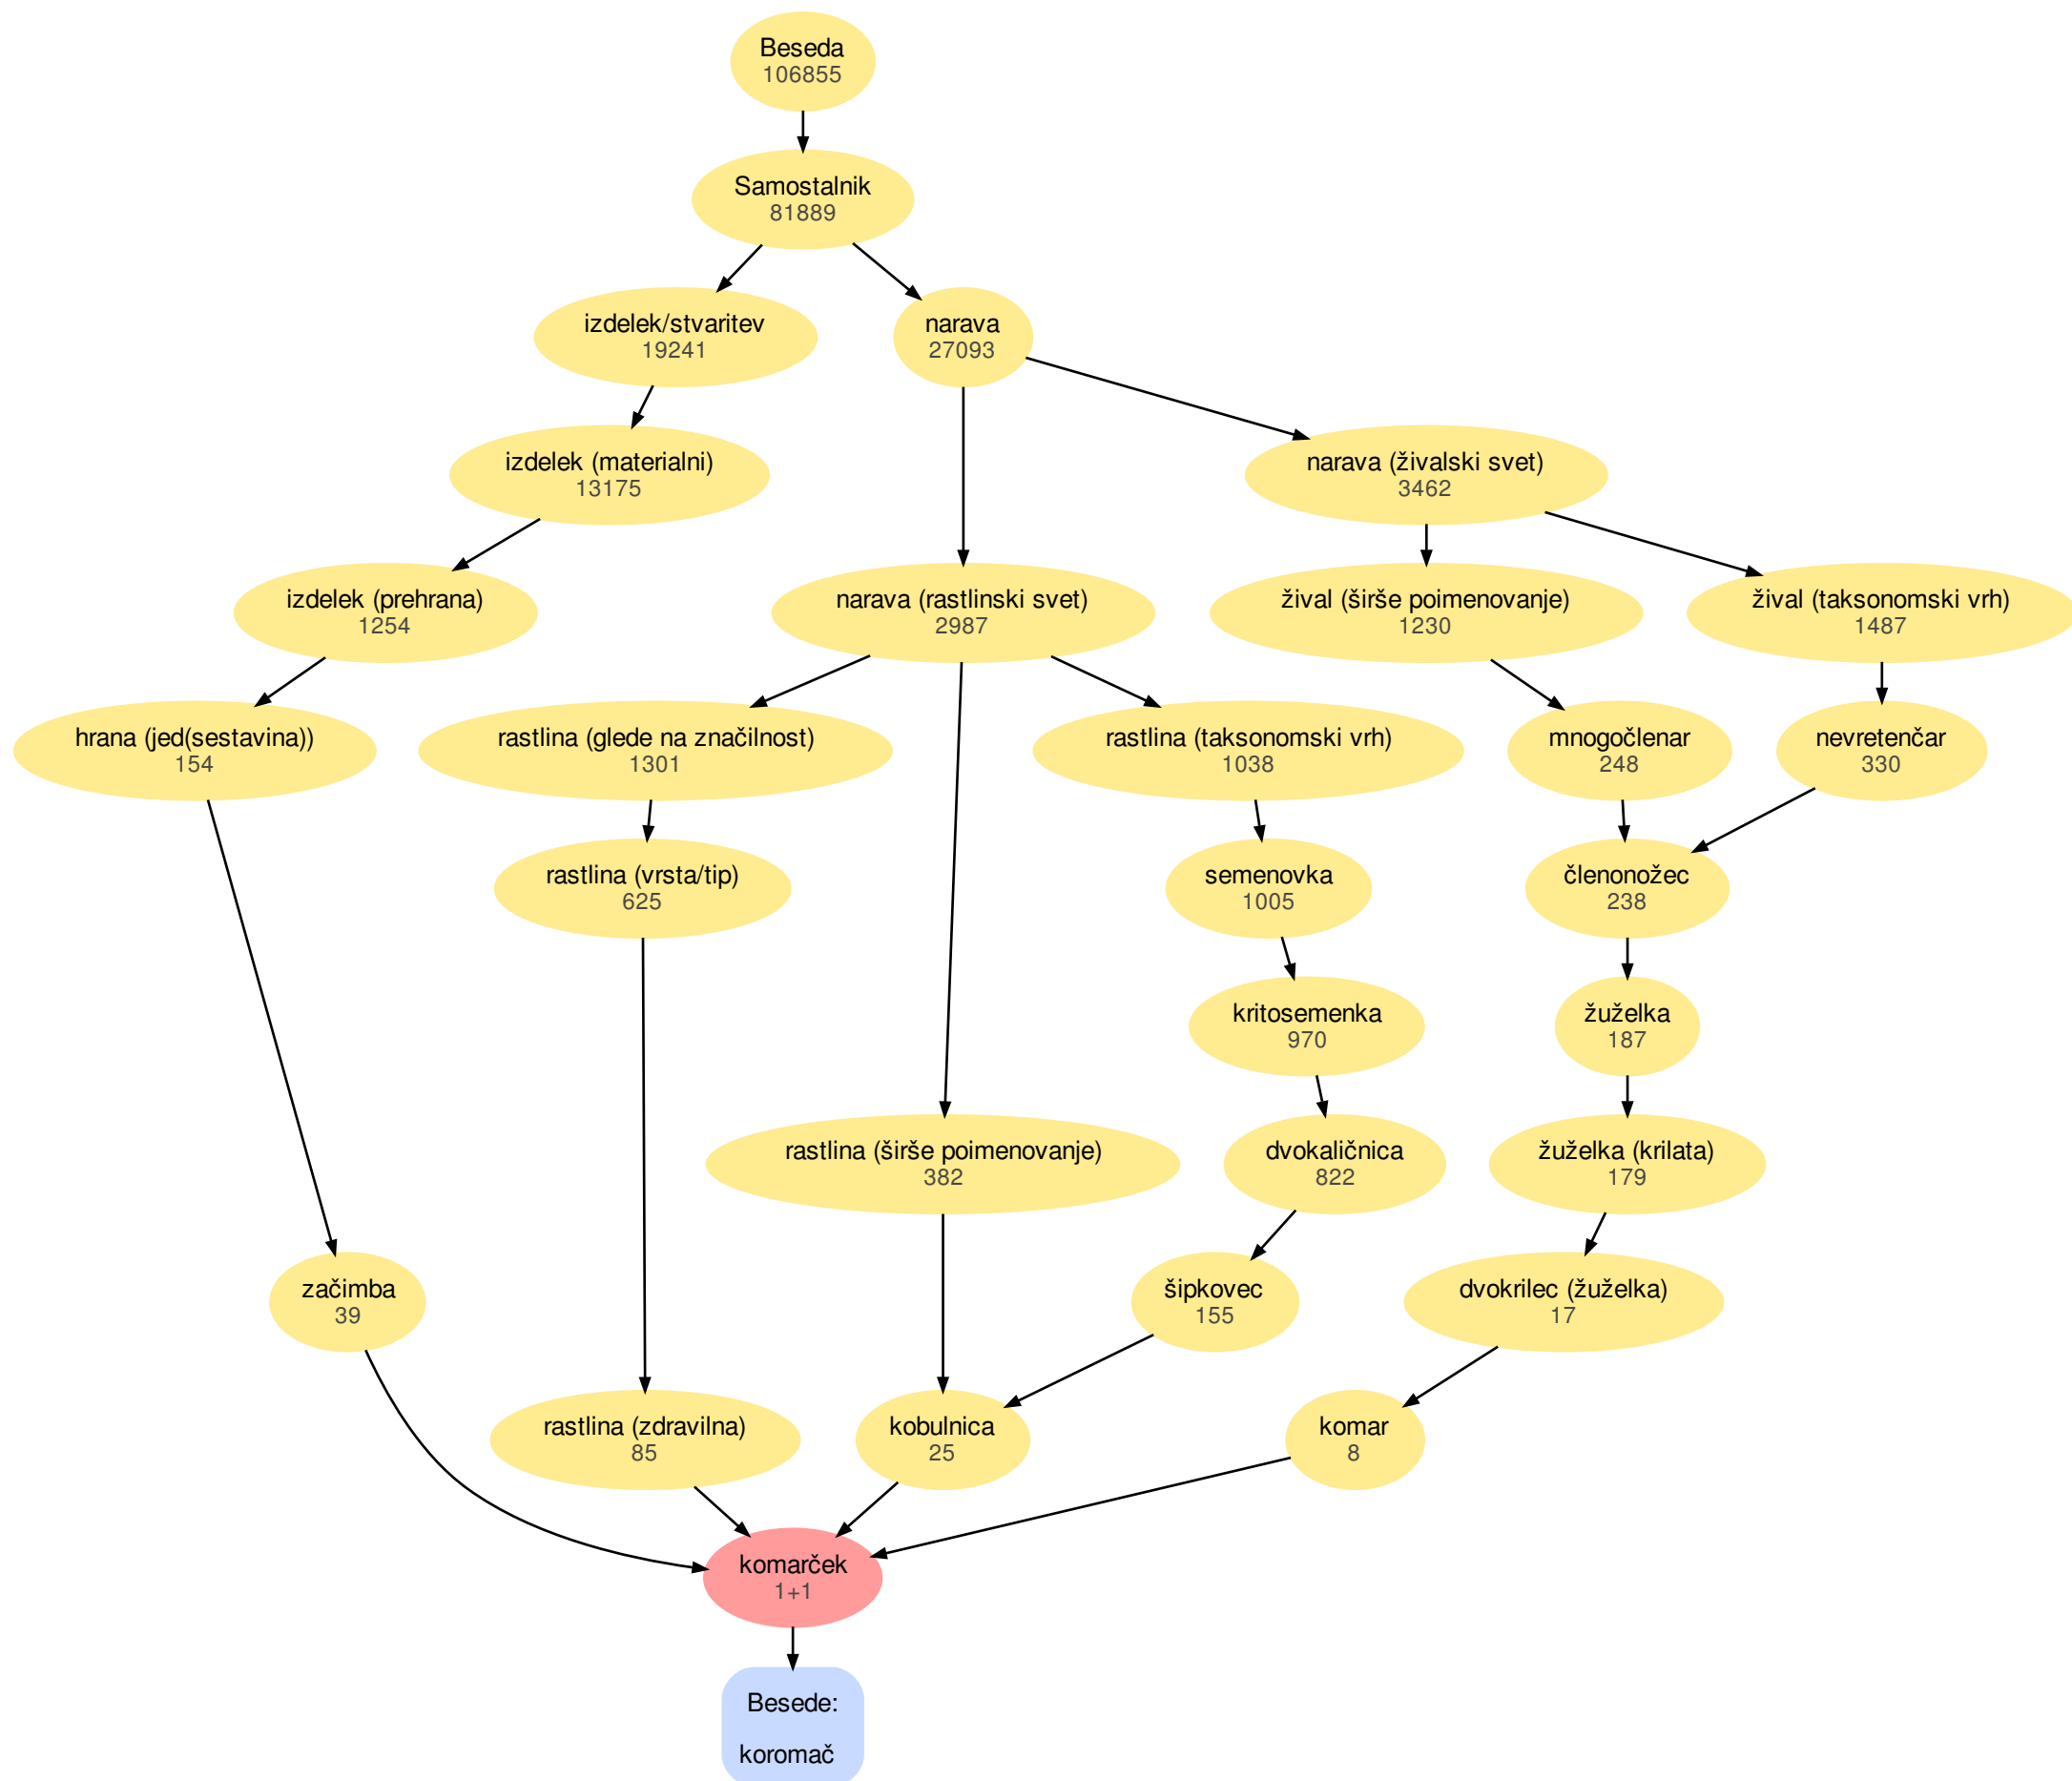 Beseda
106855
Samostalnik
81889
izdelek/stvaritev
19241
narava
27093
izdelek (materialni)
13175
narava (živalski svet)
3462
izdelek (prehrana)
1254
narava (rastlinski svet)
2987
žival (širše poimenovanje)
1230
žival (taksonomski vrh)
1487
hrana (jed(sestavina))
154
rastlina (glede na značilnost)
1301
rastlina (taksonomski vrh)
1038
mnogočlenar
248
nevretenčar
330
rastlina (vrsta/tip)
625
semenovka
1005
členonožec
238
kritosemenka
970
žuželka
187
rastlina (širše poimenovanje)
382
dvokaličnica
822
žuželka (krilata)
179
začimba
39
šipkovec
155
dvokrilec (žuželka)
17
rastlina (zdravilna)
85
kobulnica
25
komar
8
komarček
1+1
Besede:
koromač